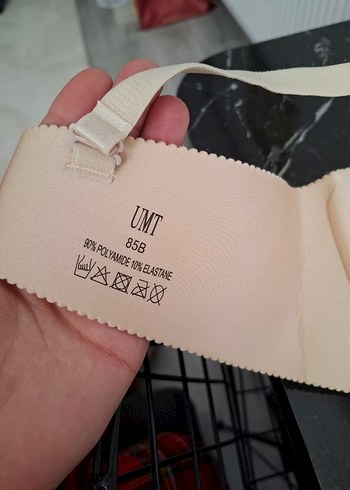 UMT
85B
90% POLYAMIDE 10% ELASTANE